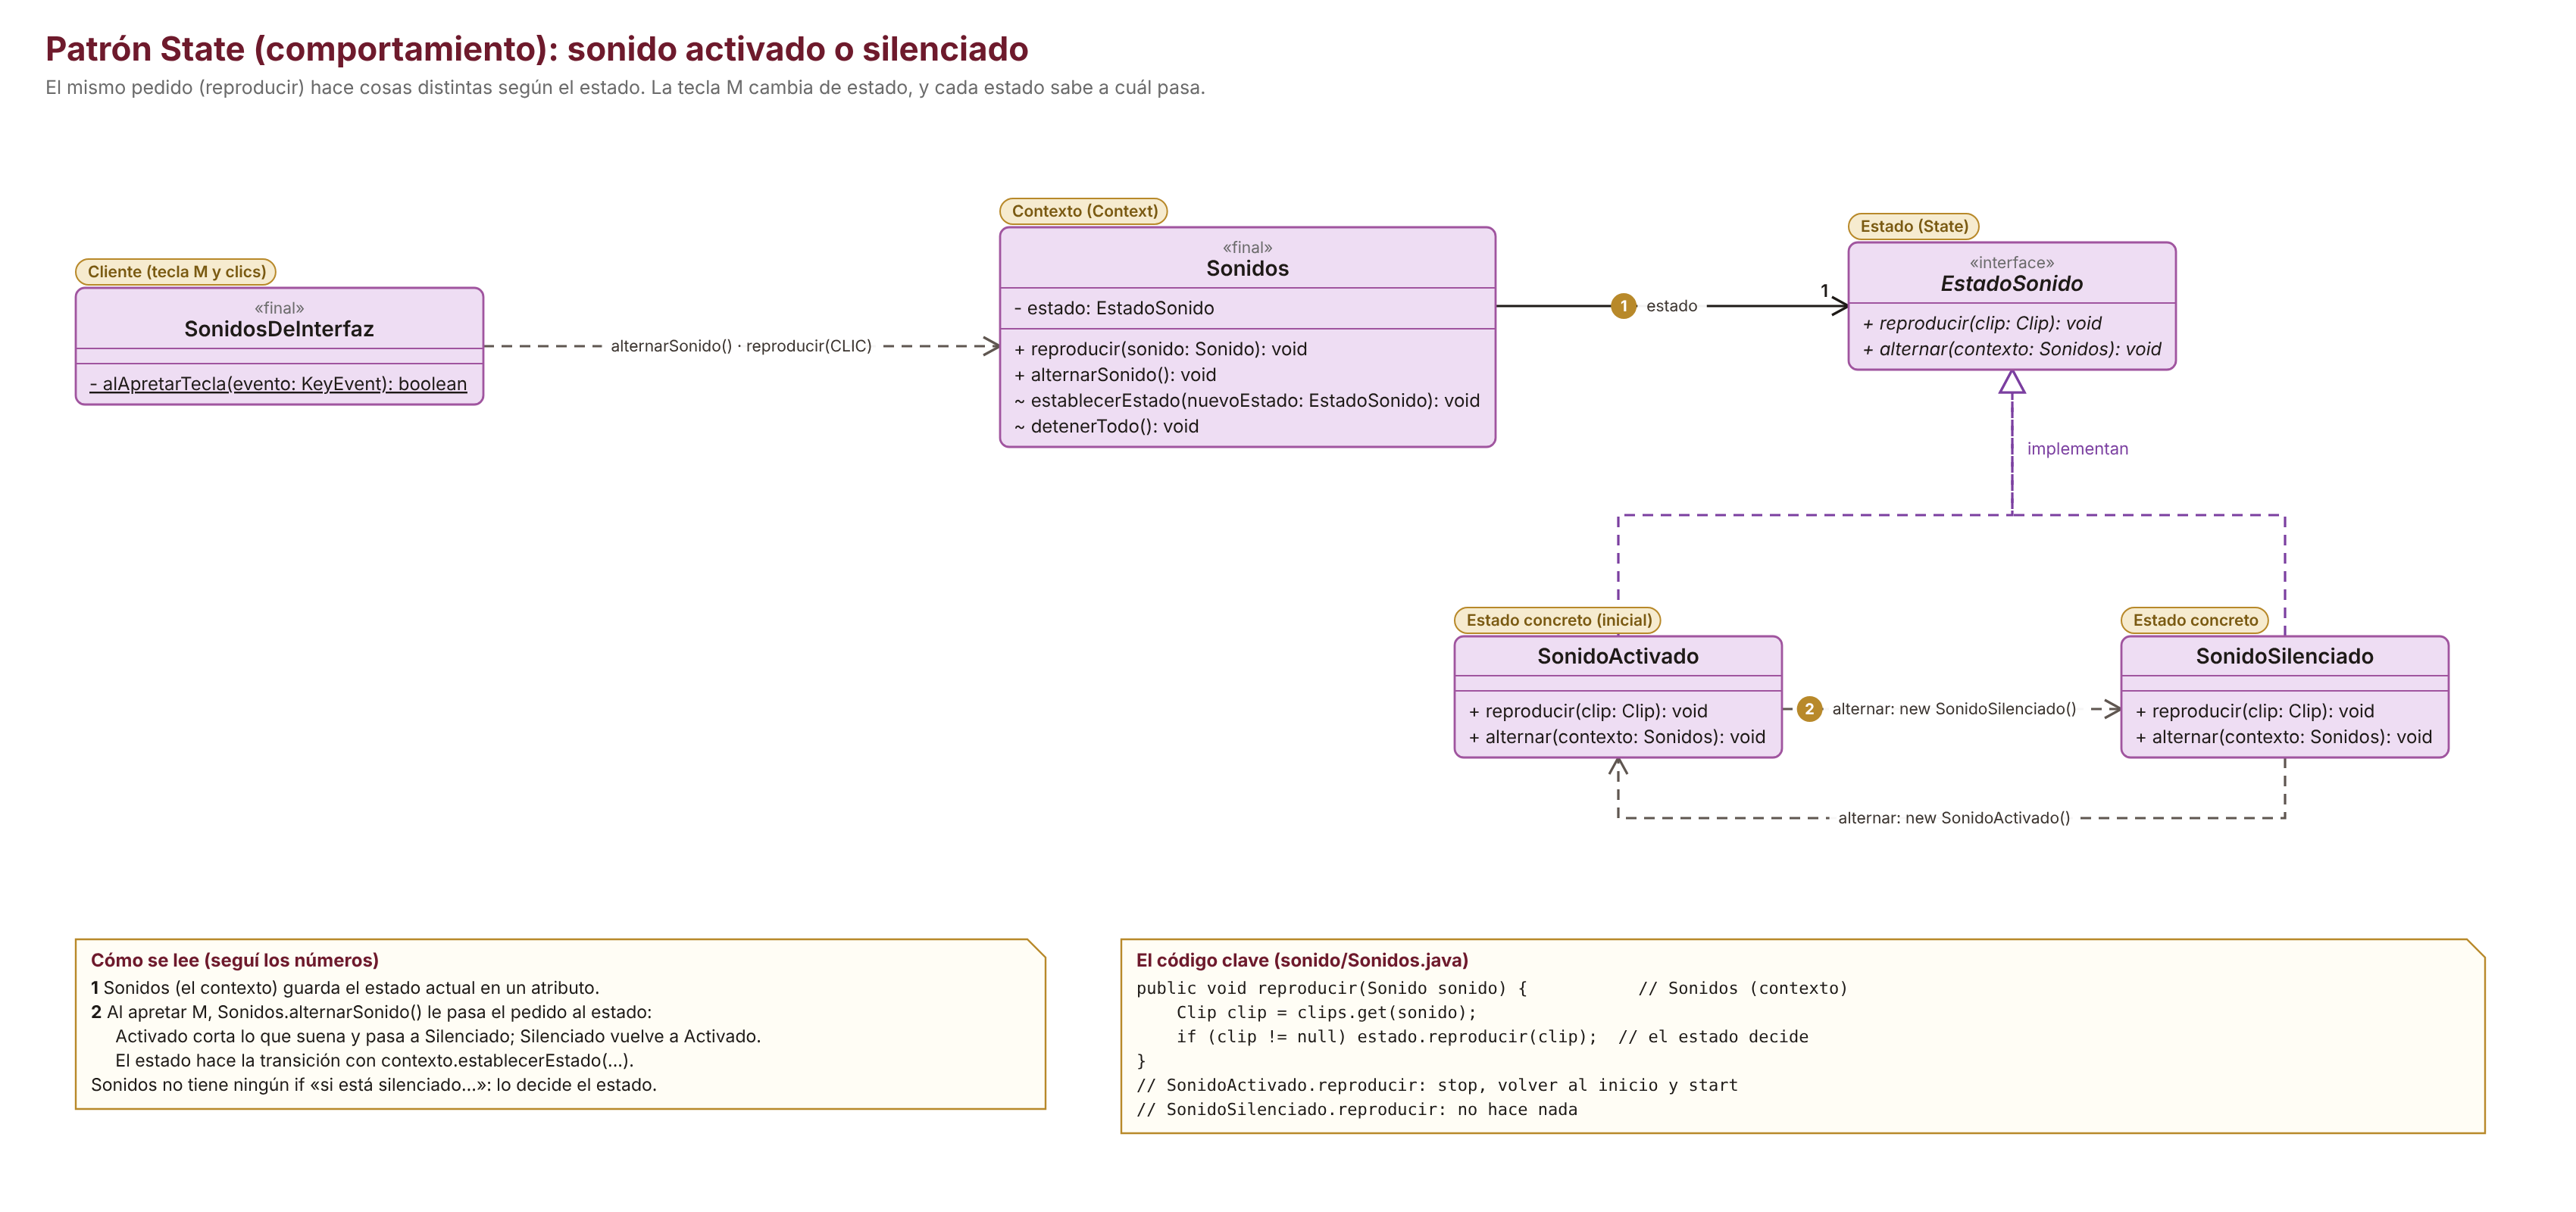 Patrón State (comportamiento): sonido activado o silenciado
El mismo pedido (reproducir) hace cosas distintas según el estado. La tecla M cambia de estado, y cada estado sabe a cuál pasa.
Cliente (tecla M y clics)
«final»
SonidosDeInterfaz
- alApretarTecla(evento: KeyEvent): boolean
alternarSonido() · reproducir(CLIC)
Contexto (Context)
«final»
Sonidos
- estado: EstadoSonido
+ reproducir(sonido: Sonido): void
+ alternarSonido(): void
~ establecerEstado(nuevoEstado: EstadoSonido): void
~ detenerTodo(): void
1 estado
1
Estado (State)
«interface»
EstadoSonido
+ reproducir(clip: Clip): void
+ alternar(contexto: Sonidos): void
implementan
Estado concreto (inicial)
SonidoActivado
+ reproducir(clip: Clip): void
+ alternar(contexto: Sonidos): void
2 alternar: new SonidoSilenciado()
Estado concreto
SonidoSilenciado
+ reproducir(clip: Clip): void
+ alternar(contexto: Sonidos): void
alternar: new SonidoActivado()
Cómo se lee (seguí los números)
1 Sonidos (el contexto) guarda el estado actual en un atributo.
2 Al apretar M, Sonidos.alternarSonido() le pasa el pedido al estado:
Activado corta lo que suena y pasa a Silenciado; Silenciado vuelve a Activado.
El estado hace la transición con contexto.establecerEstado(...).
Sonidos no tiene ningún if «si está silenciado...»: lo decide el estado.
El código clave (sonido/Sonidos.java)
public void reproducir(Sonido sonido) {           // Sonidos (contexto)
    Clip clip = clips.get(sonido);
    if (clip != null) estado.reproducir(clip);  // el estado decide
}
// SonidoActivado.reproducir: stop, volver al inicio y start
// SonidoSilenciado.reproducir: no hace nada